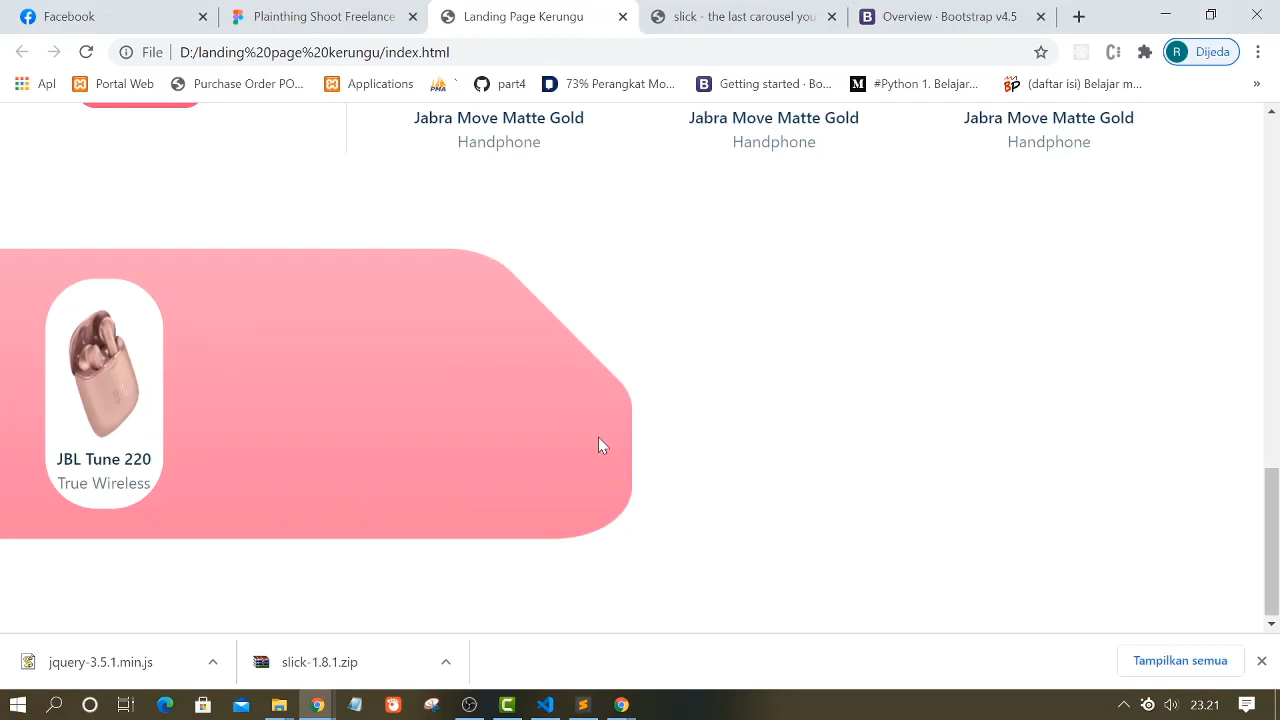 Facebook
Plainthing Shoot Freelance
Landing Page Kerungu
slick - the last carousel you
Overview · Bootstrap v4.5
File
D:/landing%20page%20kerungu/index.html
R
Dijeda
Apl
Portal Web
Purchase Order PO...
Applications
PMA
part4
73% Perangkat Mo...
Getting started · Bo...
#Python 1. Belajar...
(daftar isi) Belajar m...
»
Jabra Move Matte Gold
Jabra Move Matte Gold
Jabra Move Matte Gold
Handphone
Handphone
Handphone
JBL Tune 220
True Wireless
jquery-3.5.1.min.js
slick-1.8.1.zip
Tampilkan semua
23.21